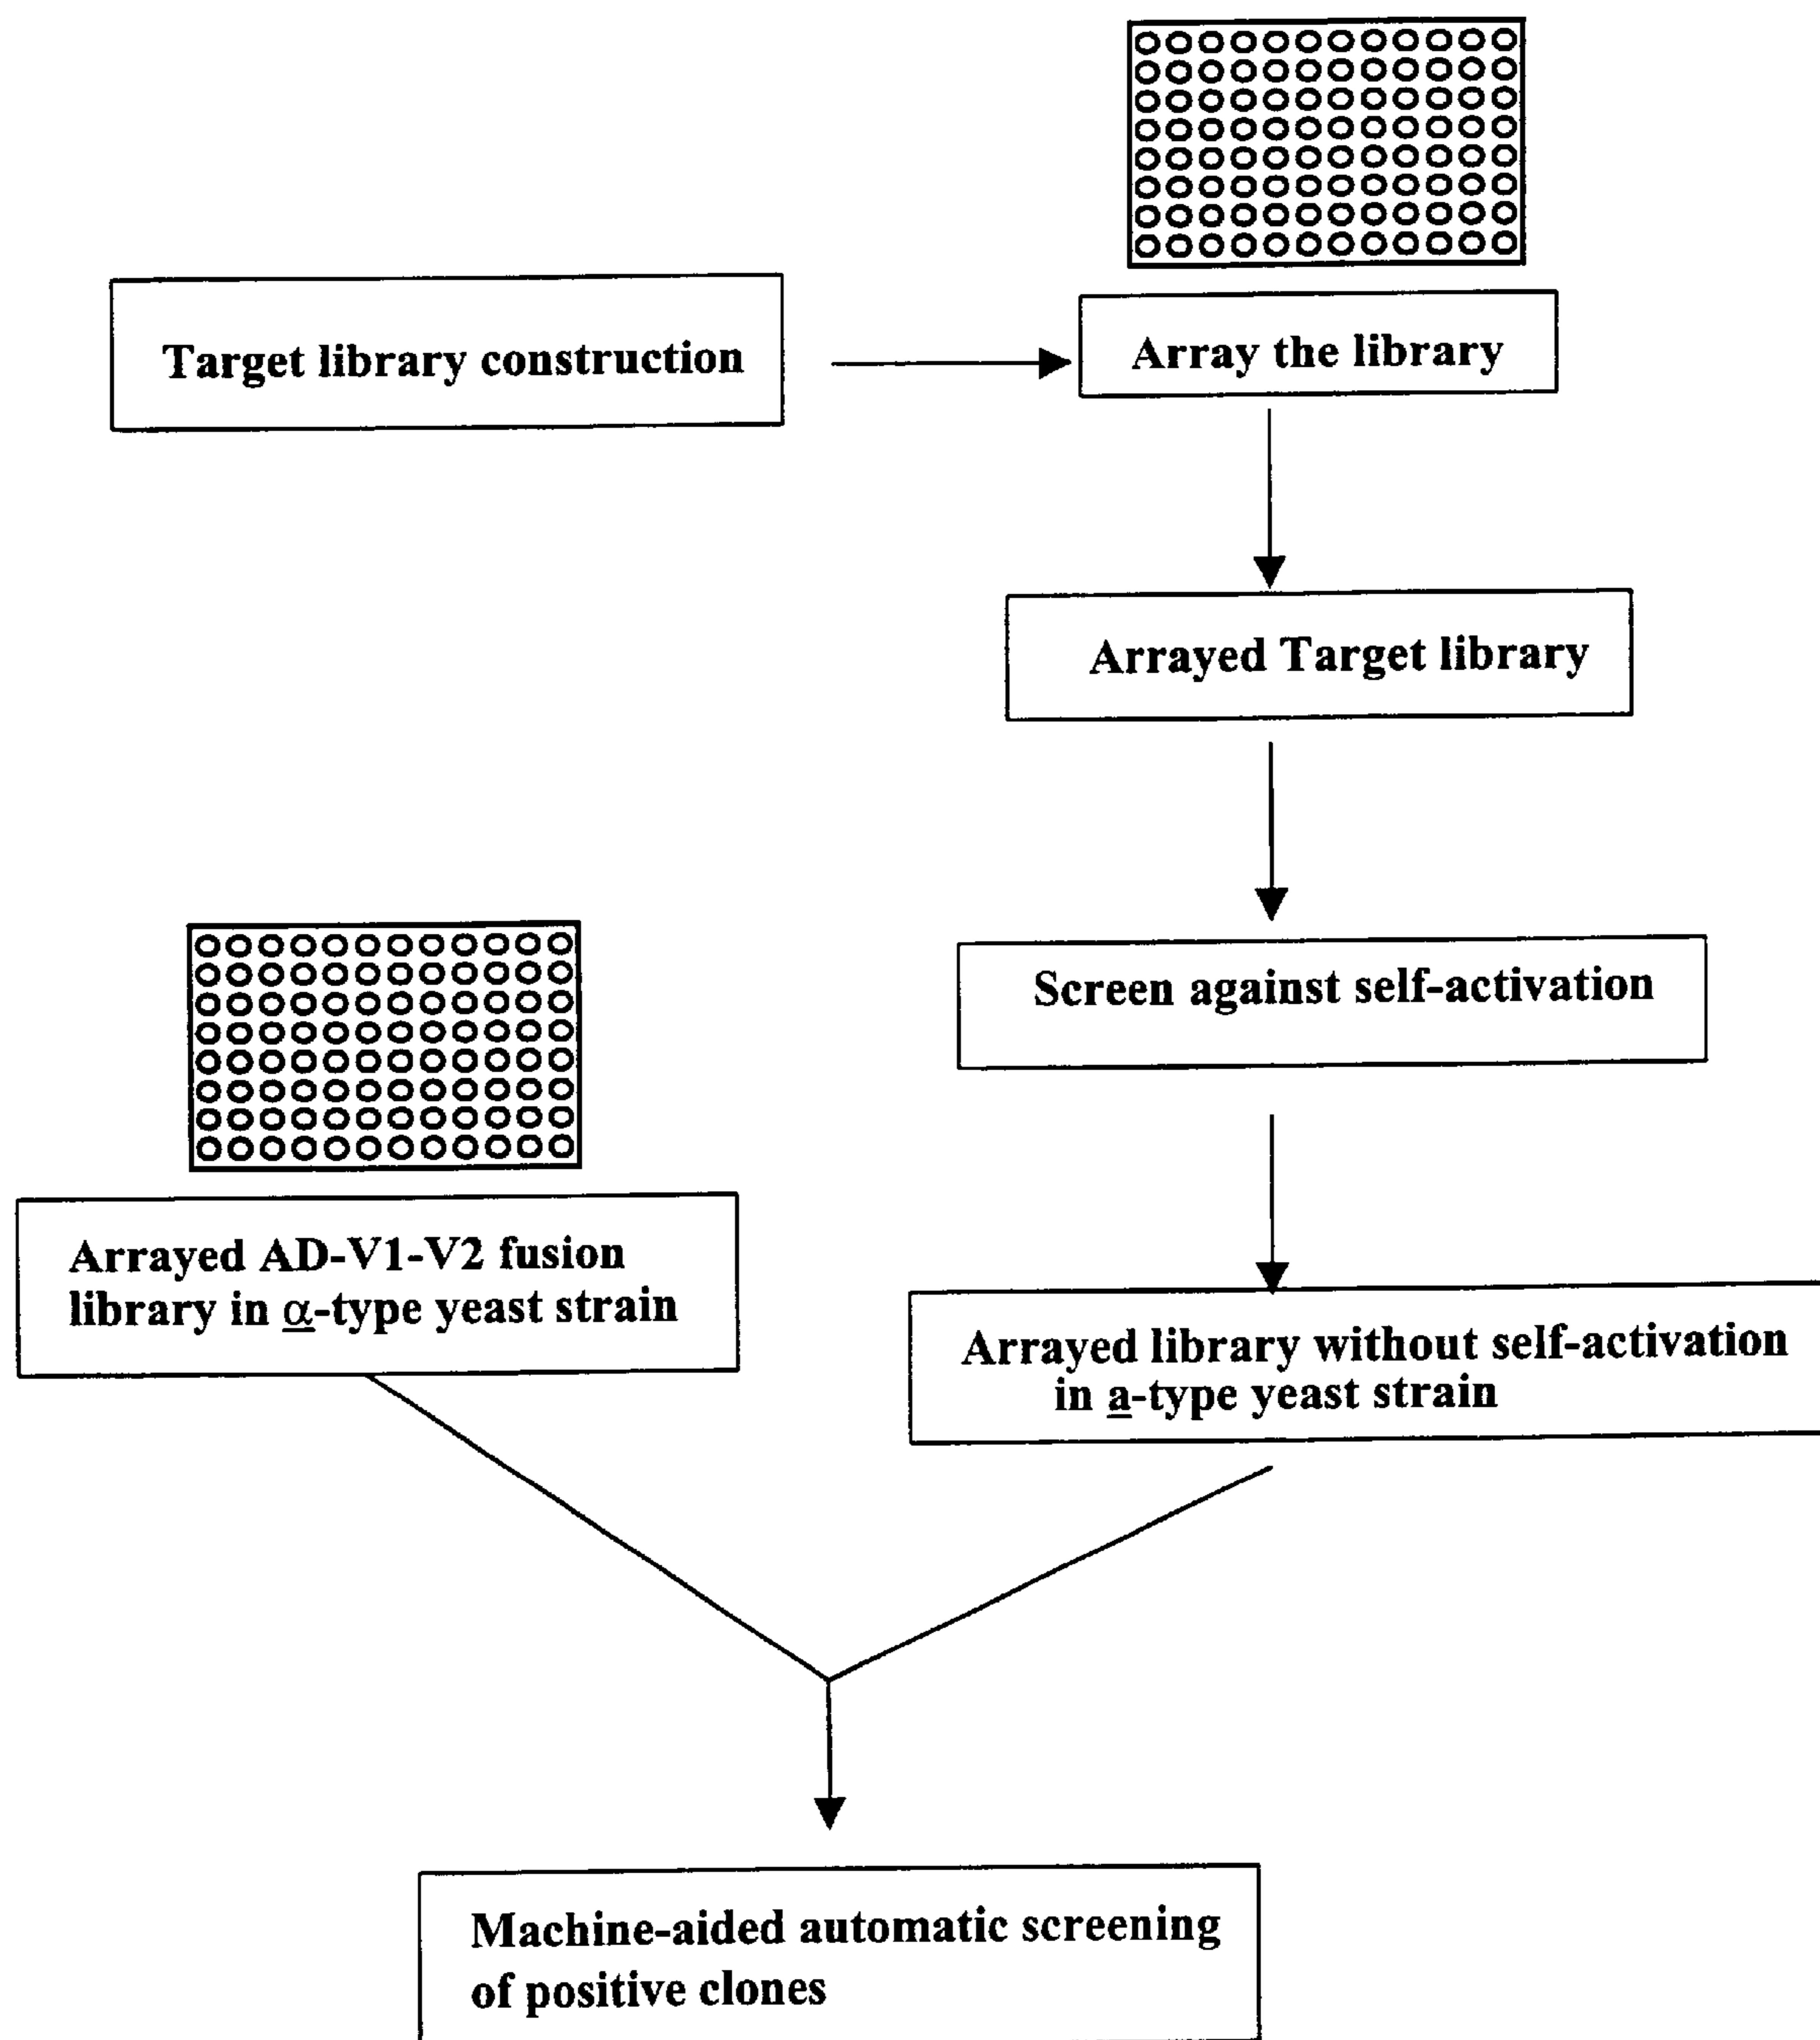 Target library construction
Array the library
Arrayed Target library
Screen against self-activation
Arrayed AD-V1-V2 fusion
library in α-type yeast strain
Arrayed library without self-activation
in a-type yeast strain
Machine-aided automatic screening
of positive clones